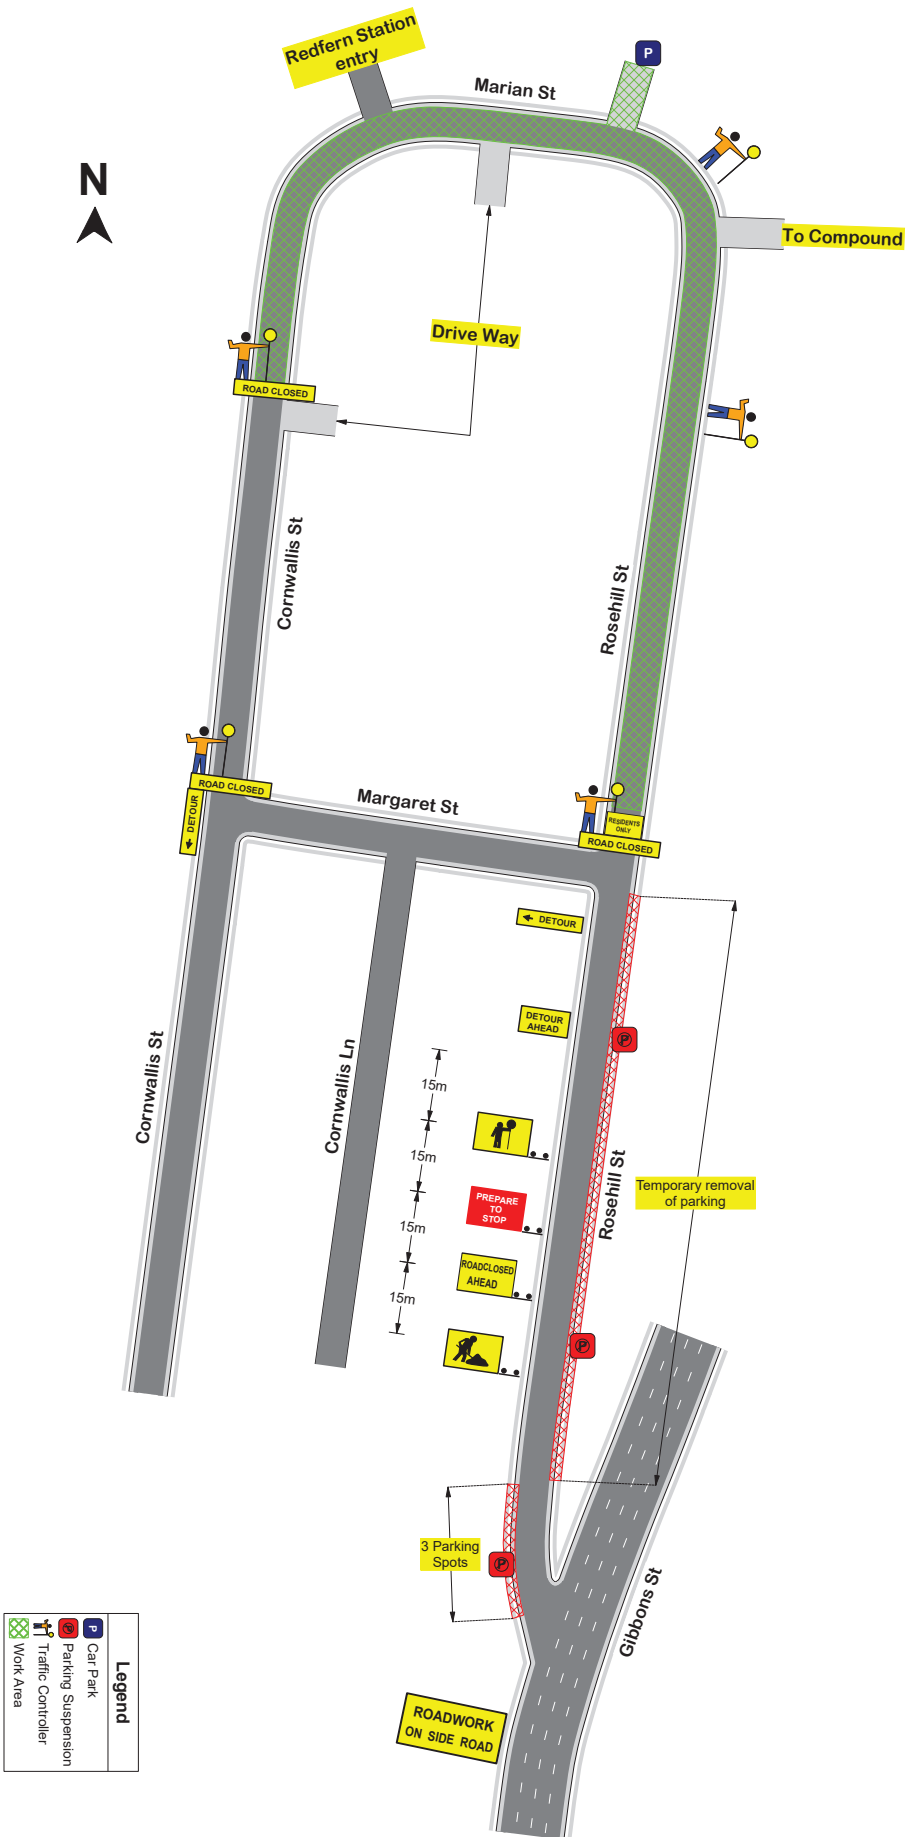 Redfern Station
entry
P
Marian St
N
To Compound
Drive Way
ROAD CLOSED
Cornwallis St
Rosehill St
ROAD CLOSED
DETOUR
Margaret St
RESIDENTS
ONLY
ROAD CLOSED
DETOUR
DETOUR
AHEAD
P
Cornwallis St
Cornwallis Ln
15m
15m
15m
15m
PREPARE
TO
STOP
ROADCLOSED
AHEAD
Rosehill St
Temporary removal
of parking
P
3 Parking
Spots
P
Gibbons St
ROADWORK
ON SIDE ROAD
Legend
P Car Park
P Parking Suspension
Traffic Controller
Work Area